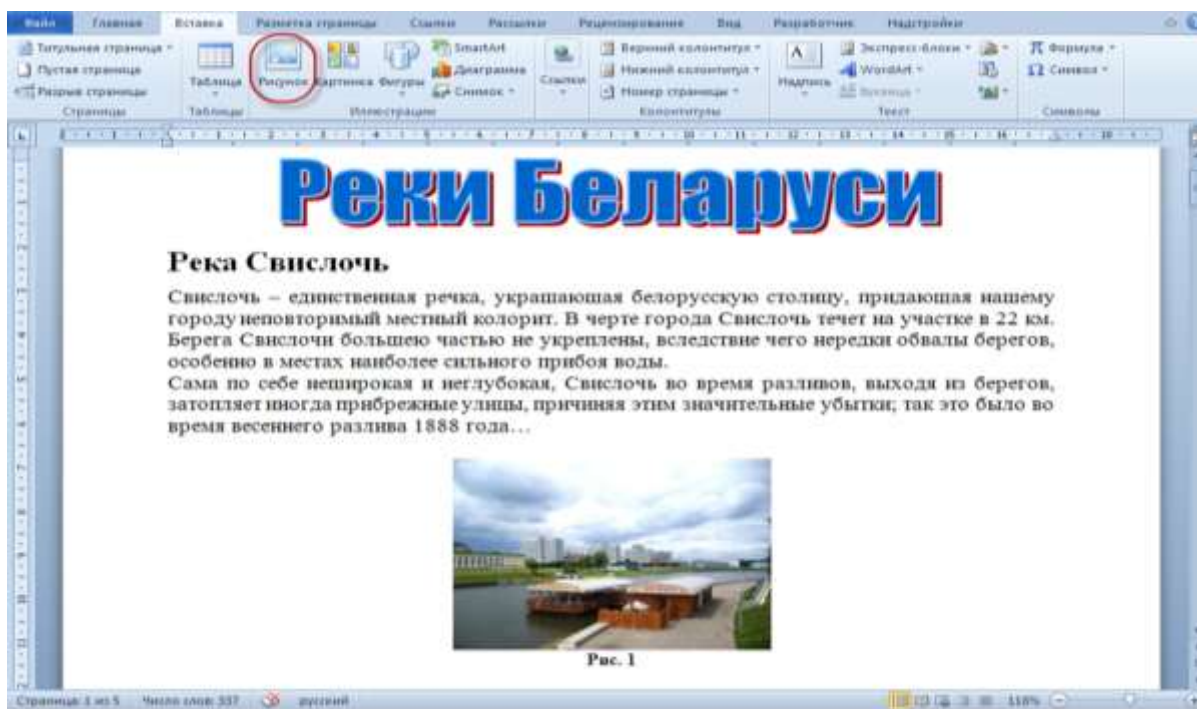 Файл Главная Вставка Разметка страницы Ссылки Рассылки Рецензирование Вид Разработчик Надстройки
Титульная страница
Пустая страница
Разрыв страницы
Страницы
Таблица
Таблицы
Рисунок Картинка Фигуры
SmartArt
Диаграмма
Снимок
Иллюстрации
Ссылки
Верхний колонтитул
Нижний колонтитул
Номер страницы
Колонтитулы
Надпись
Экспресс-блоки
WordArt
Буквица
Текст
Формула
Символ
Символы
Реки Беларуси
Река Свислочь
Свислочь – единственная речка, украшающая белорусскую столицу, придающая нашему
городу неповторимый местный колорит. В черте города Свислочь течет на участке в 22 км.
Берега Свислочи большею частью не укреплены, вследствие чего нередки обвалы берегов,
особенно в местах наиболее сильного прибоя воды.
Сама по себе неширокая и неглубокая, Свислочь во время разливов, выходя из берегов,
затопляет иногда прибрежные улицы, причиняя этим значительные убытки; так это было во
время весеннего разлива 1888 года…
Рис. 1
Страница: 1 из 5 Число слов: 337 русский 118%